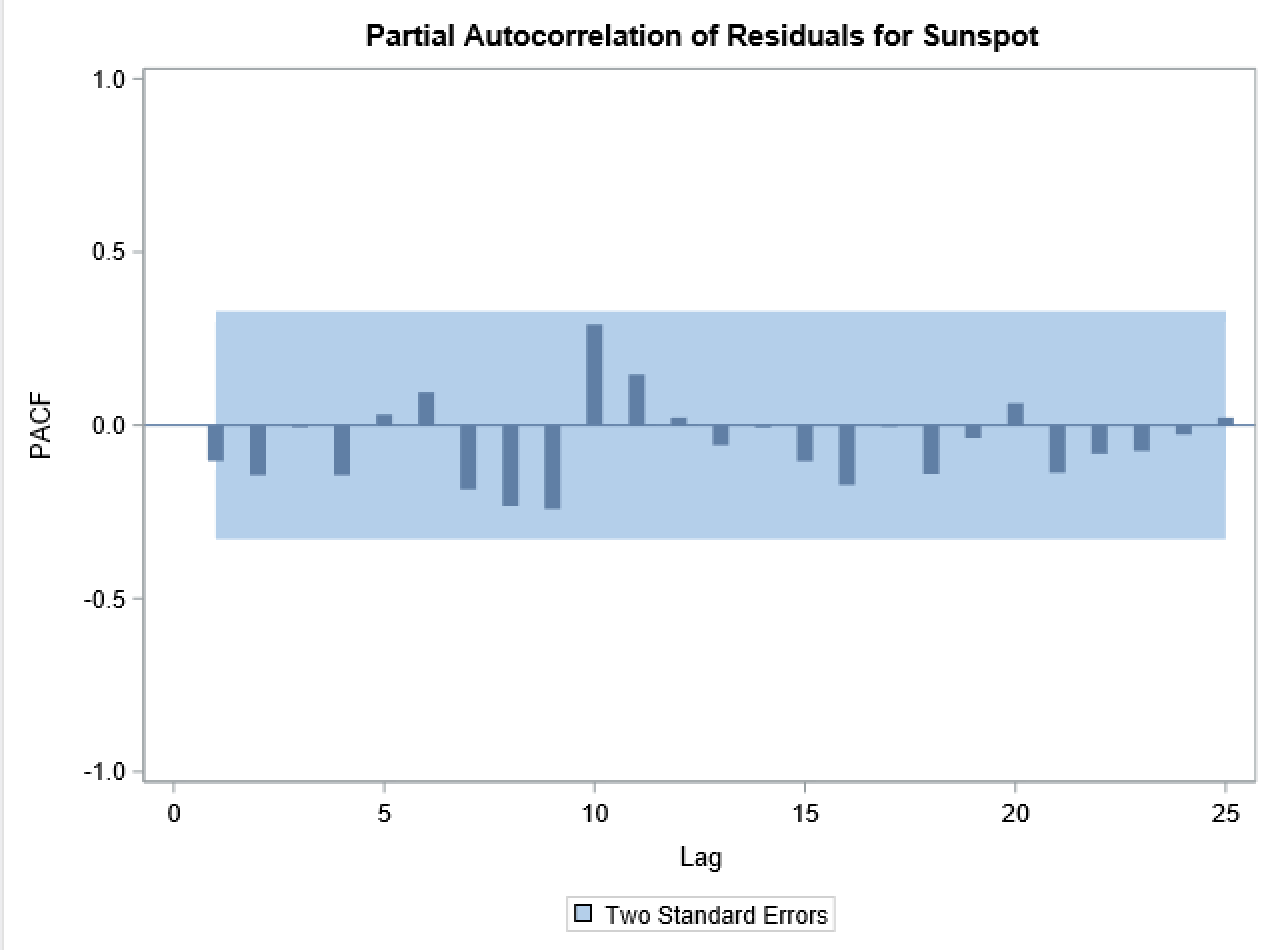 Partial Autocorrelation of Residuals for Sunspot
1.0
0.5
0.0
-0.5
-1.0
PACF
0 5 10 15 20 25
Lag
Two Standard Errors